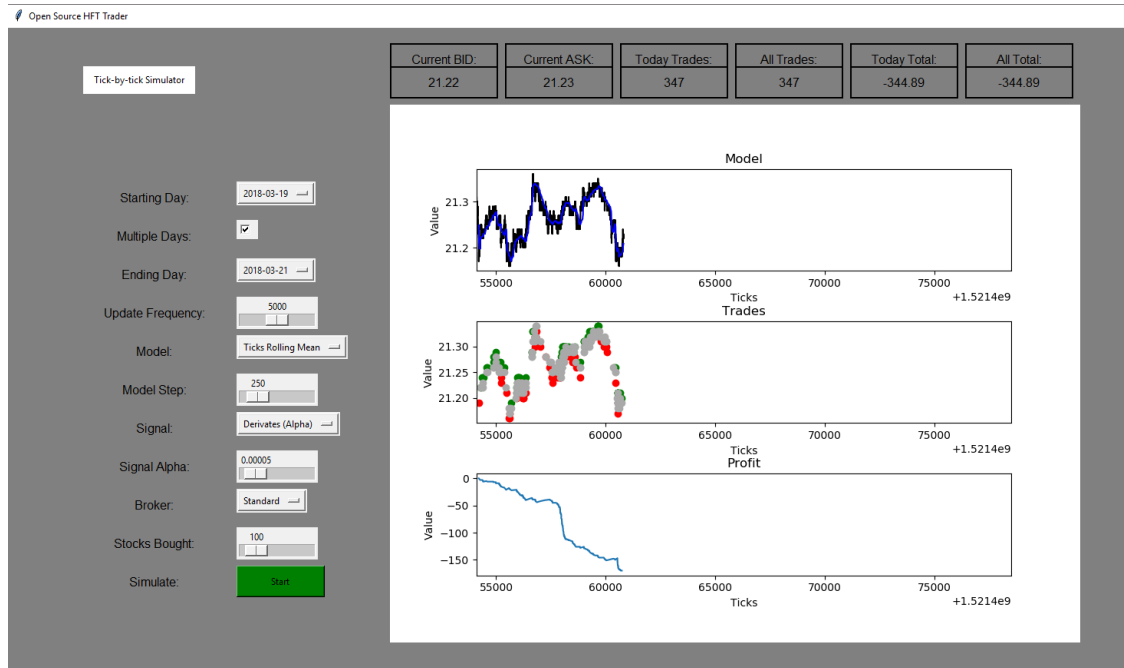 Open Source HFT Trader
Tick-by-tick Simulator
Current BID:
21.22
Current ASK:
21.23
Today Trades:
347
All Trades:
347
Today Total:
-344.89
All Total:
-344.89
Starting Day:
2018-03-19
Multiple Days:
Ending Day:
2018-03-21
Update Frequency:
5000
Model:
Ticks Rolling Mean
Model Step:
250
Signal:
Derivates (Alpha)
Signal Alpha:
0.00005
Broker:
Standard
Stocks Bought:
100
Simulate:
Start
Model
Value
21.3
21.2
55000 60000 65000 70000 75000
Ticks
+1.5214e9
Trades
Value
21.30
21.25
21.20
55000 60000 65000 70000 75000
Ticks
+1.5214e9
Profit
Value
0
−50
−100
−150
55000 60000 65000 70000 75000
Ticks
+1.5214e9